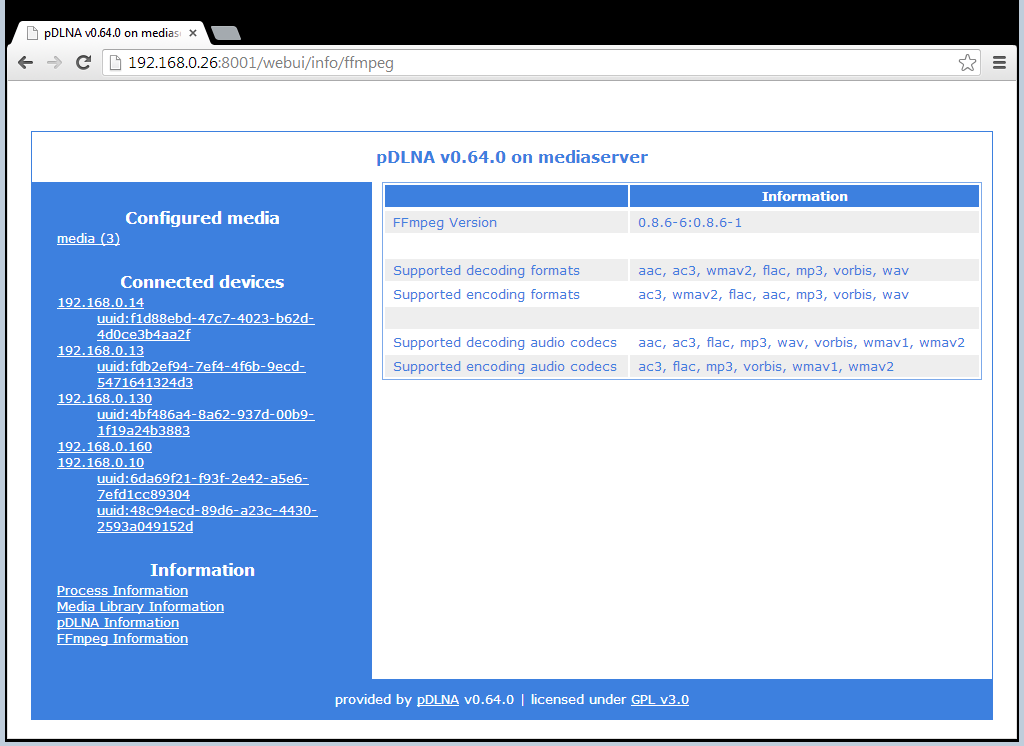 pDLNA v0.64.0 on medias
192.168.0.26:8001/webui/info/ffmpeg
pDLNA v0.64.0 on mediaserver
Configured media
media (3)
Connected devices
192.168.0.14
uuid:f1d88ebd-47c7-4023-b62d-
4d0ce3b4aa2f
192.168.0.13
uuid:fdb2ef94-7ef4-4f6b-9ecd-
5471641324d3
192.168.0.130
uuid:4bf486a4-8a62-937d-00b9-
1f19a24b3883
192.168.0.160
192.168.0.10
uuid:6da69f21-f93f-2e42-a5e6-
7efd1cc89304
uuid:48c94ecd-89d6-a23c-4430-
2593a049152d
Information
Process Information
Media Library Information
pDLNA Information
FFmpeg Information
Information
FFmpeg Version 0.8.6-6:0.8.6-1
Supported decoding formats aac, ac3, wmav2, flac, mp3, vorbis, wav
Supported encoding formats ac3, wmav2, flac, aac, mp3, vorbis, wav
Supported decoding audio codecs aac, ac3, flac, mp3, wav, vorbis, wmav1, wmav2
Supported encoding audio codecs ac3, flac, mp3, vorbis, wmav1, wmav2
provided by pDLNA v0.64.0 | licensed under GPL v3.0